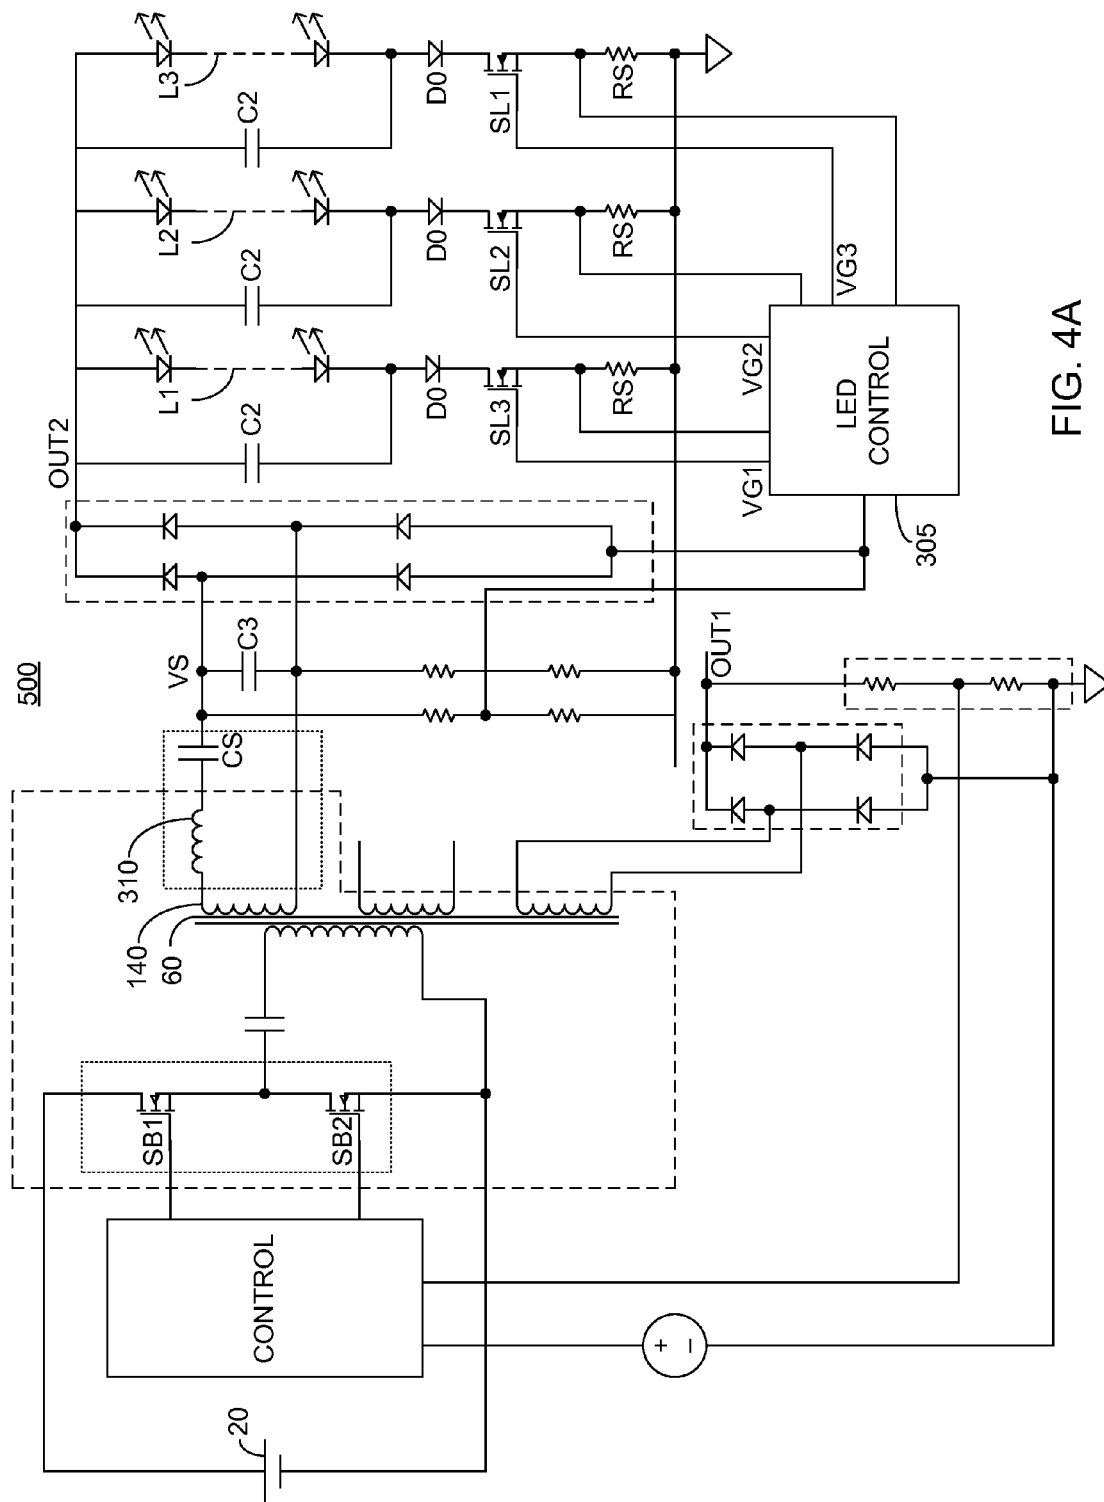 500
20
CONTROL
SB1
SB2
140
60
310
CS
VS
C3
OUT2
C2
L1
C2
L2
C2
L3
D0
D0
D0
SL3
SL2
SL1
RS
RS
RS
VG1
VG2
VG3
LED
CONTROL
305
OUT1
+
−
FIG. 4A